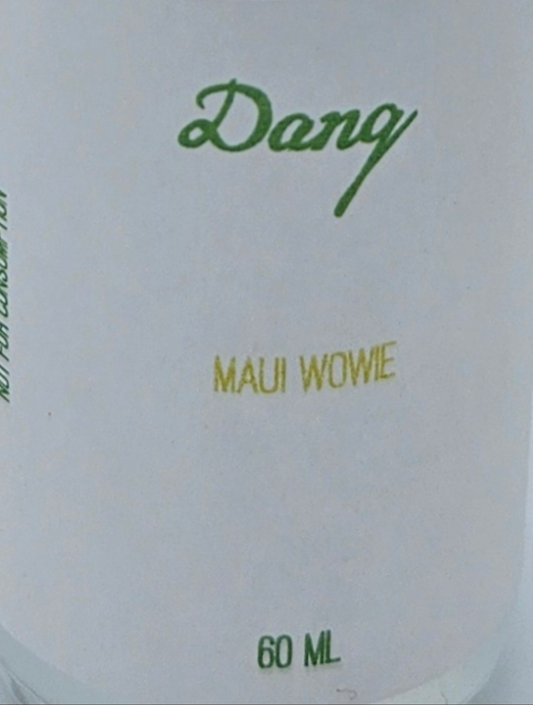 Dang
MAUI WOWIE
60 ML
NOT FOR CONSUMPTION